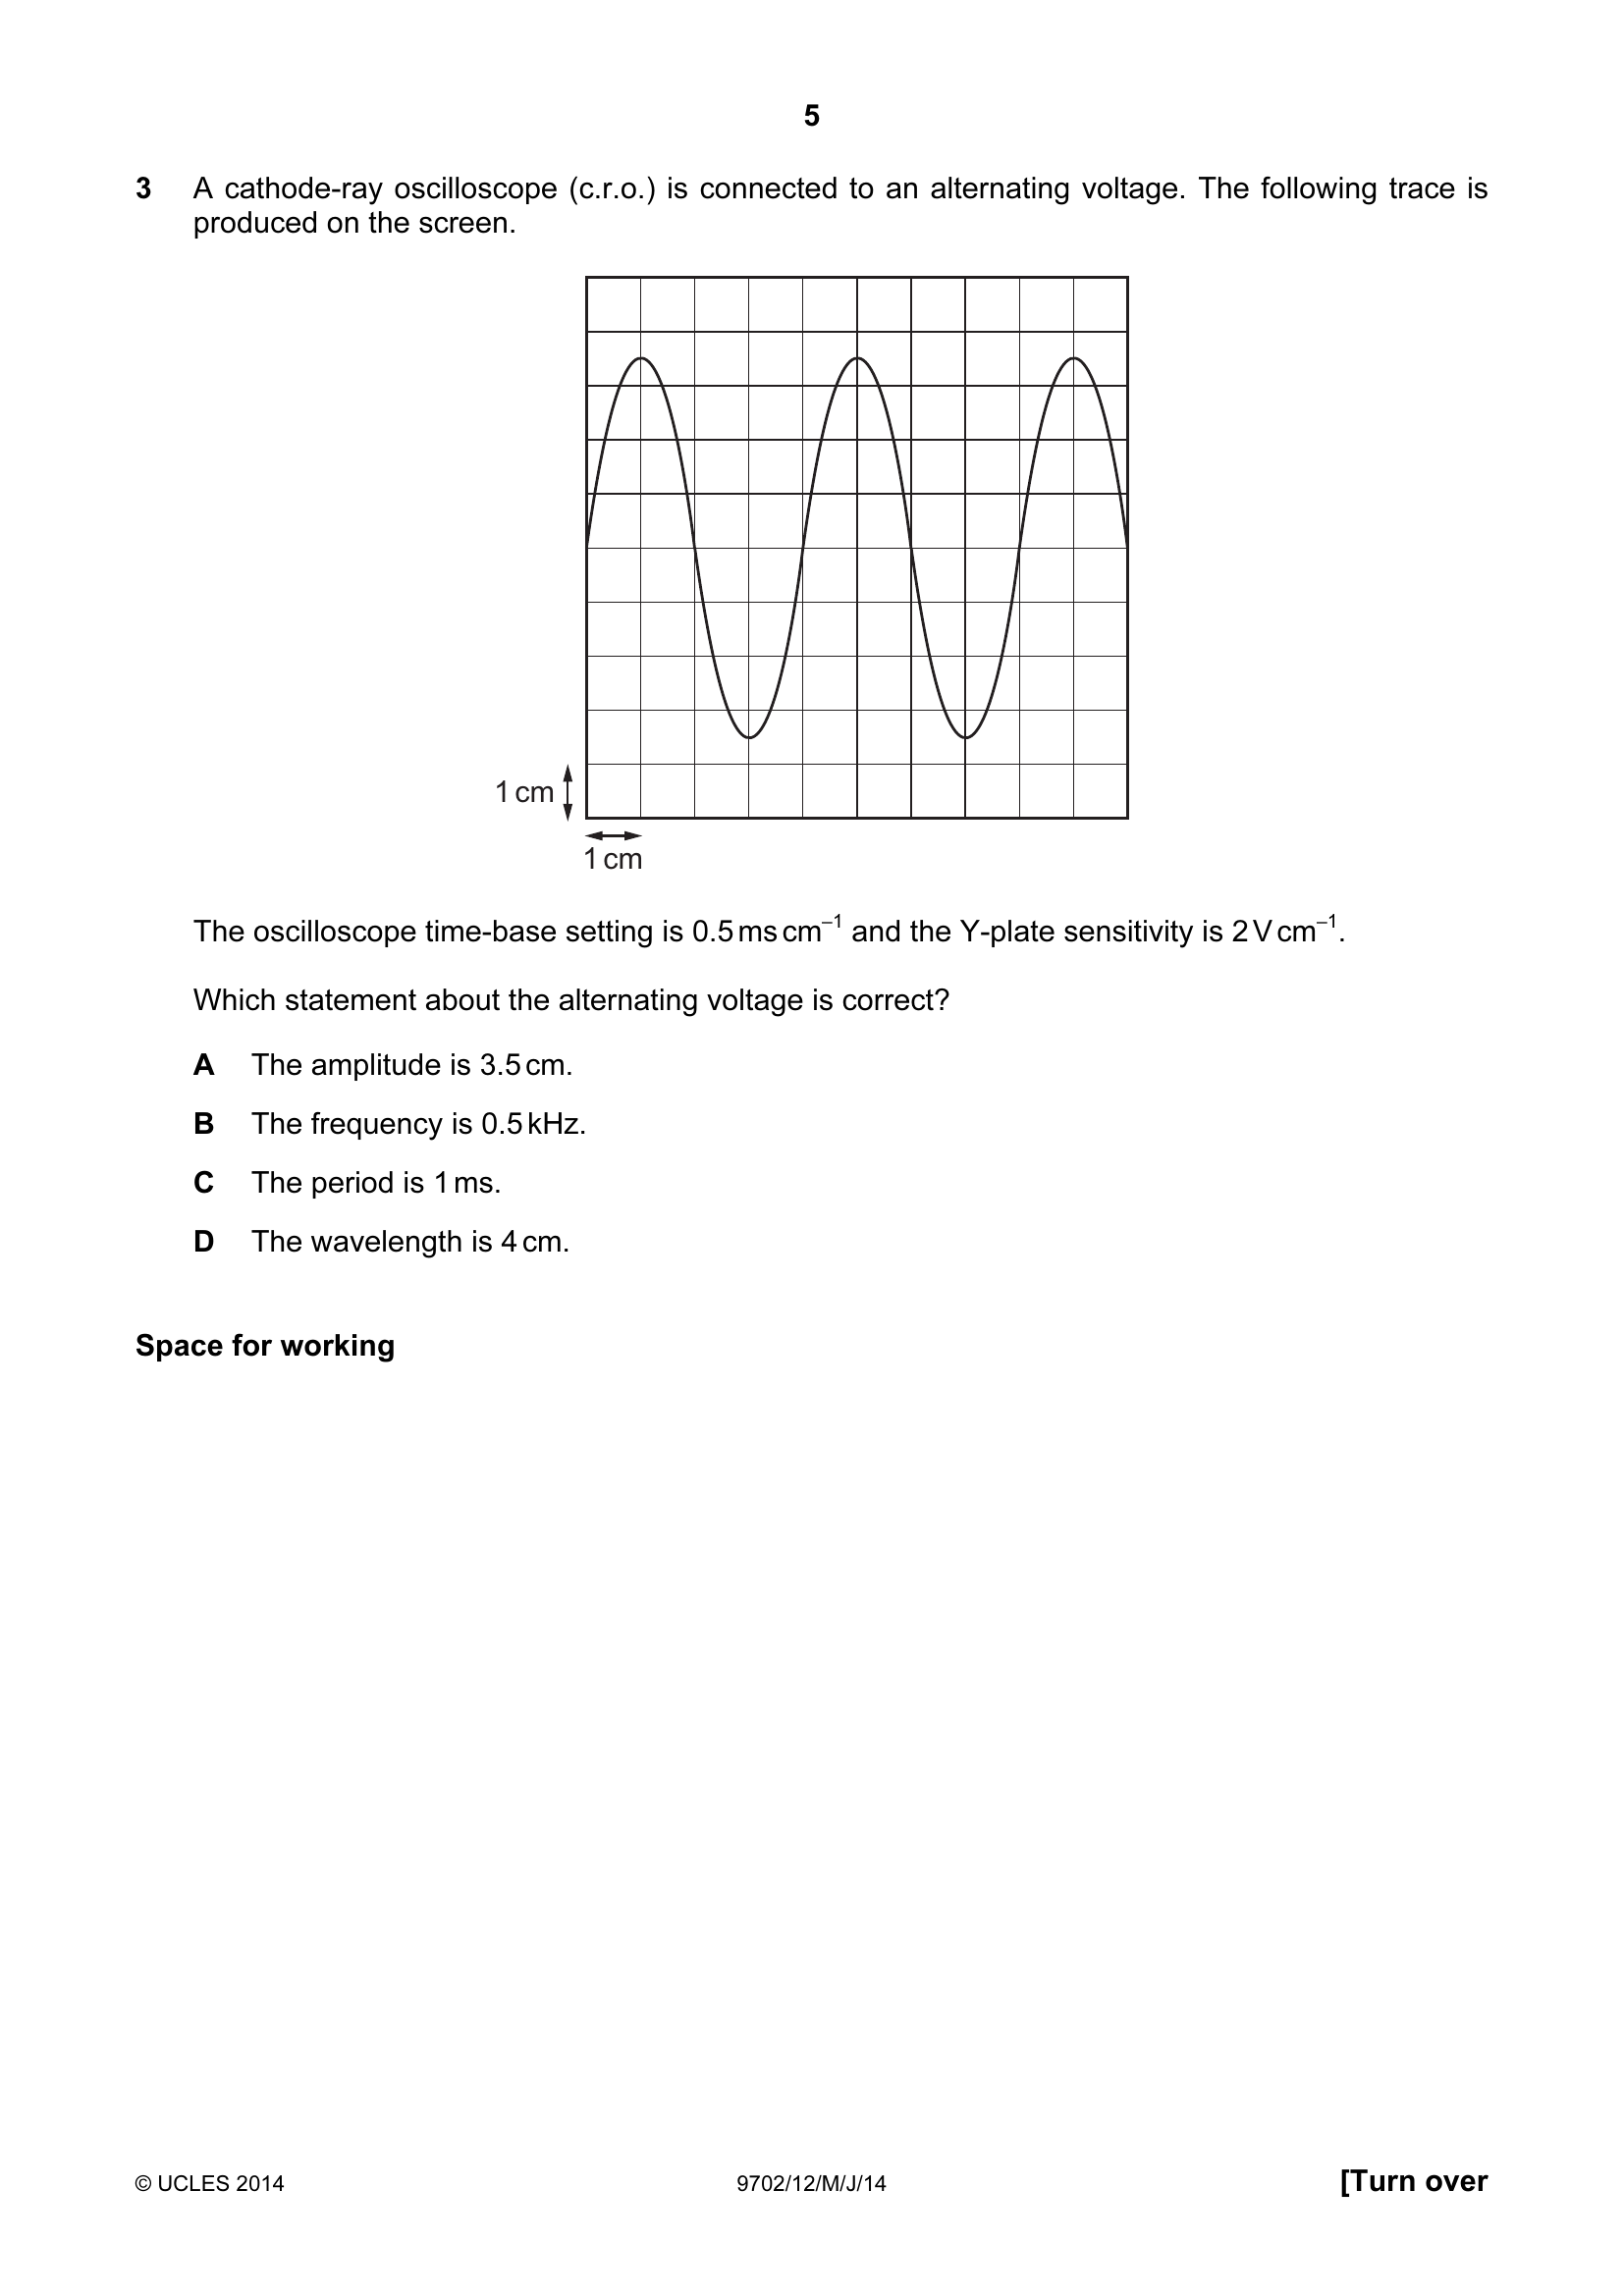 5
3 A cathode-ray oscilloscope (c.r.o.) is connected to an alternating voltage. The following trace is
produced on the screen.
1 cm
1 cm
The oscilloscope time-base setting is 0.5 ms cm⁻¹ and the Y-plate sensitivity is 2 V cm⁻¹.
Which statement about the alternating voltage is correct?
A The amplitude is 3.5 cm.
B The frequency is 0.5 kHz.
C The period is 1 ms.
D The wavelength is 4 cm.
Space for working
© UCLES 2014 9702/12/M/J/14 [Turn over